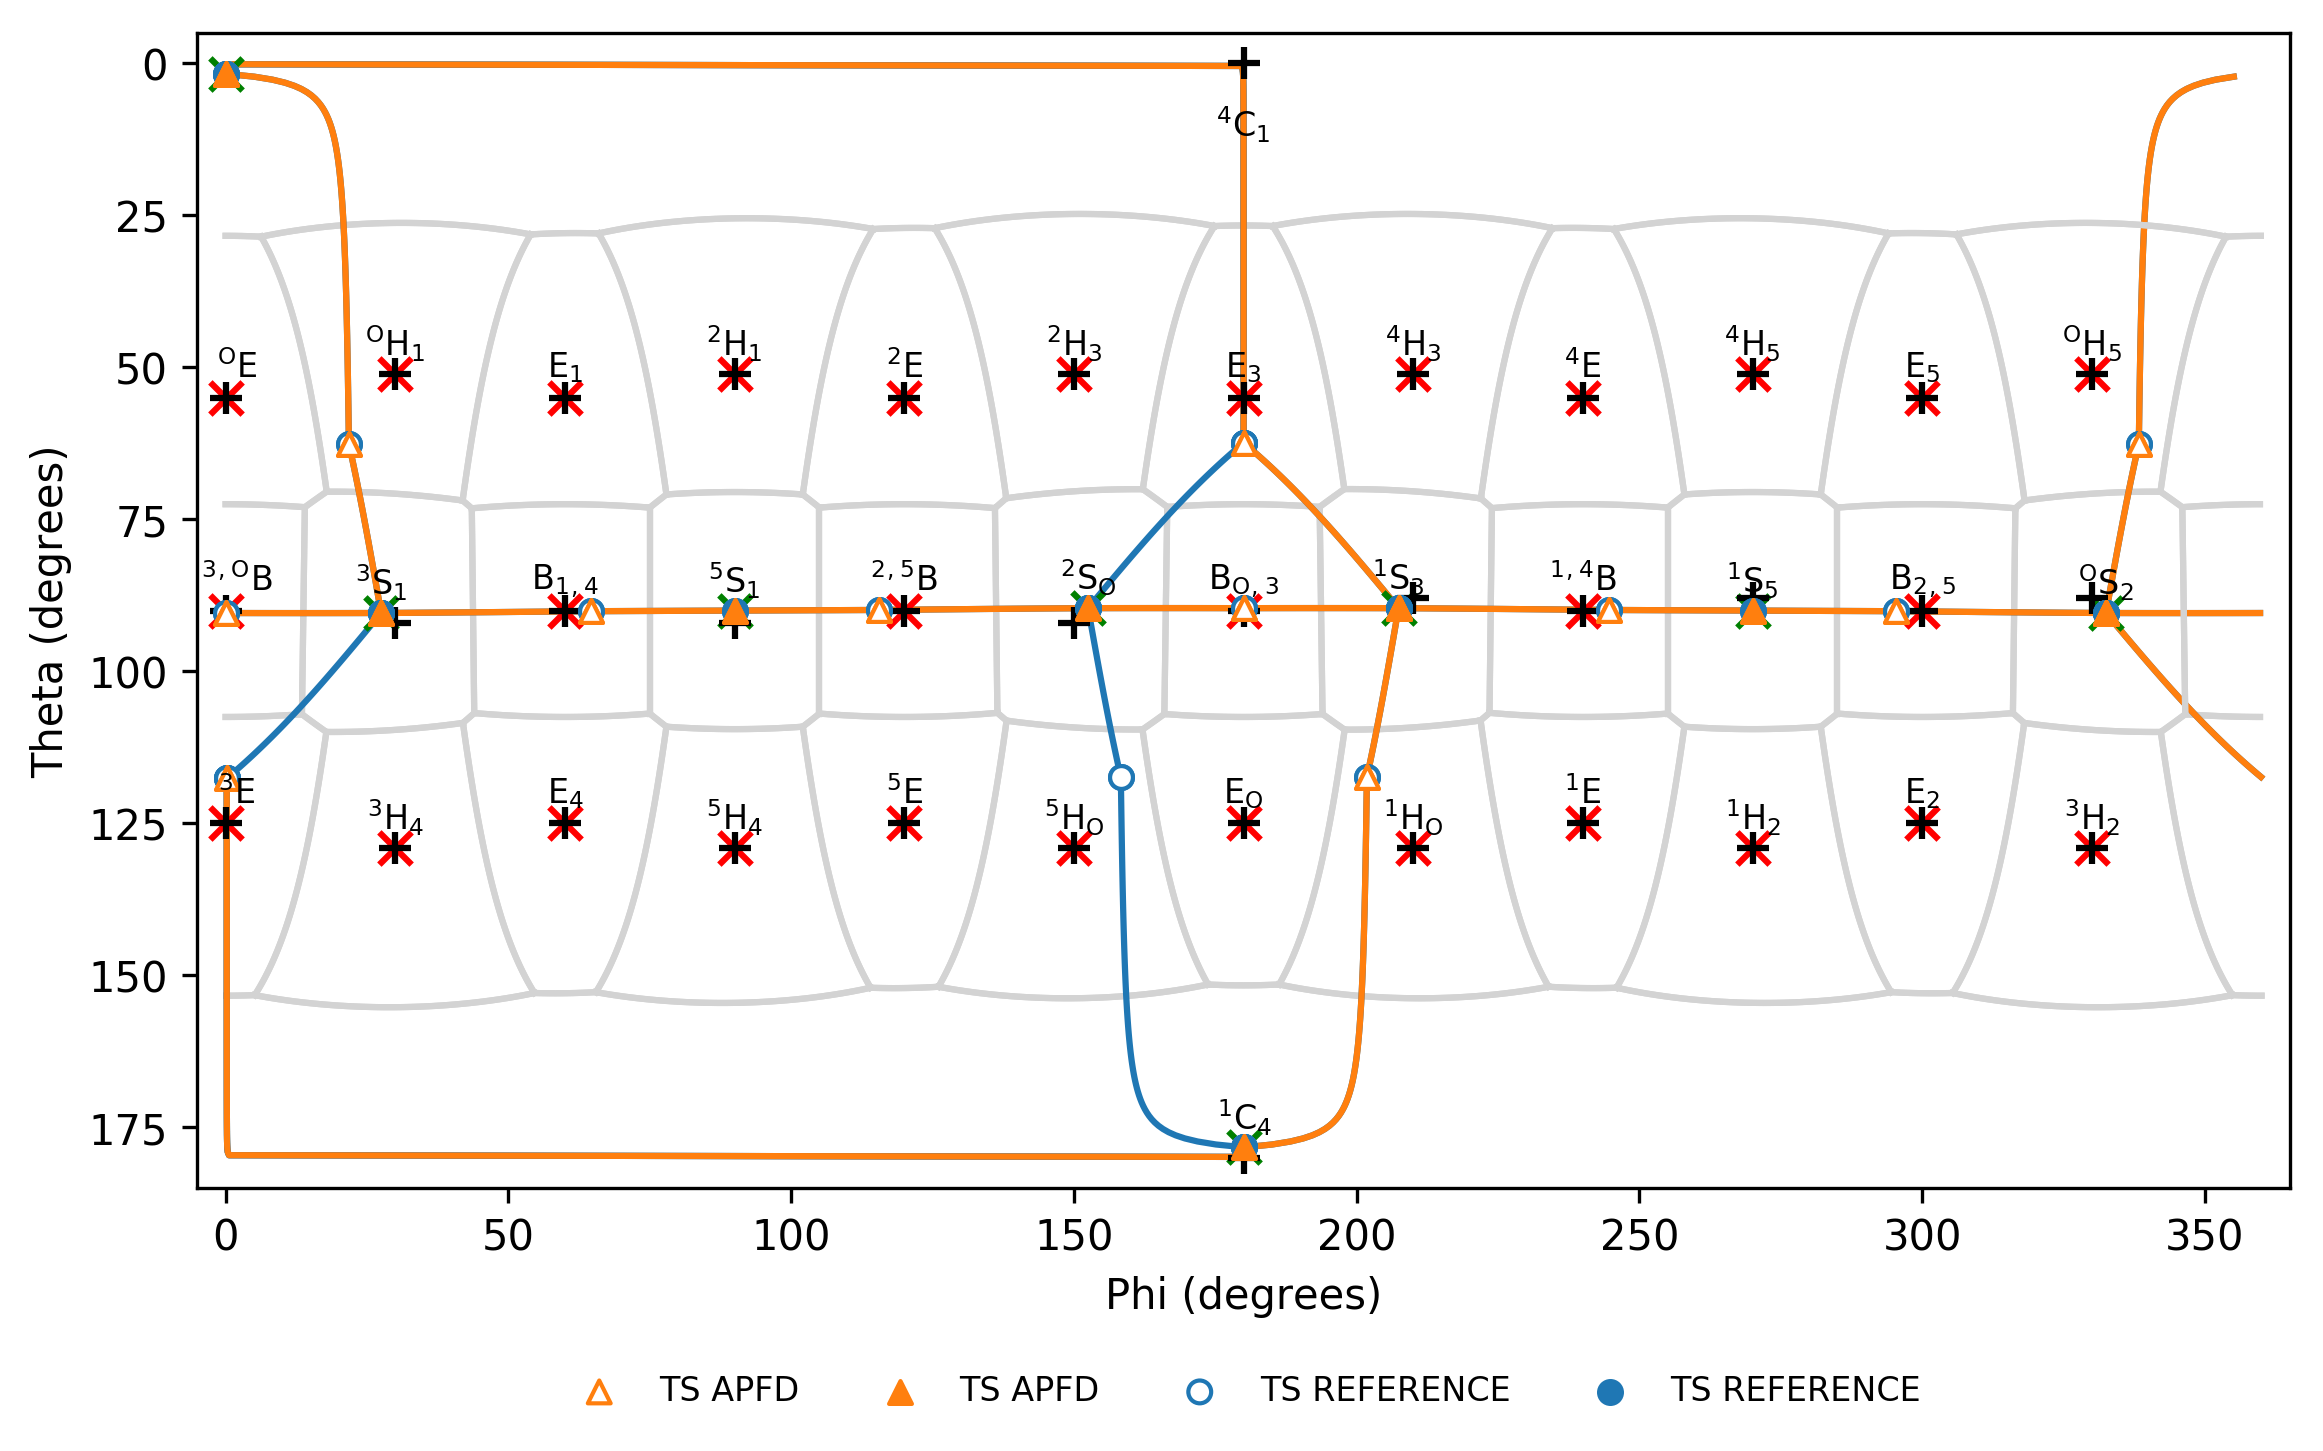 0
⁴C₁
25
ᴼH₁ ²H₁ ²H₃ ⁴H₃ ⁴H₅ ᴼH₅
50
ᴼE E₁ ²E E₃ ⁴E E₅
75
³,ᴼB ³S₁ B₁,₄ ⁵S₁ ²,⁵B ²Sₒ Bₒ,₃ ¹S₃ ¹,⁴B ¹S₅ B₂,₅ ᴼS₂
Theta (degrees)
100
³E E₄ ⁵E Eₒ ¹E E₂
125
³H₄ ⁵H₄ ⁵Hₒ ¹Hₒ ¹H₂ ³H₂
150
¹C₄
175
0 50 100 150 200 250 300 350
Phi (degrees)
TS APFD TS APFD TS REFERENCE TS REFERENCE